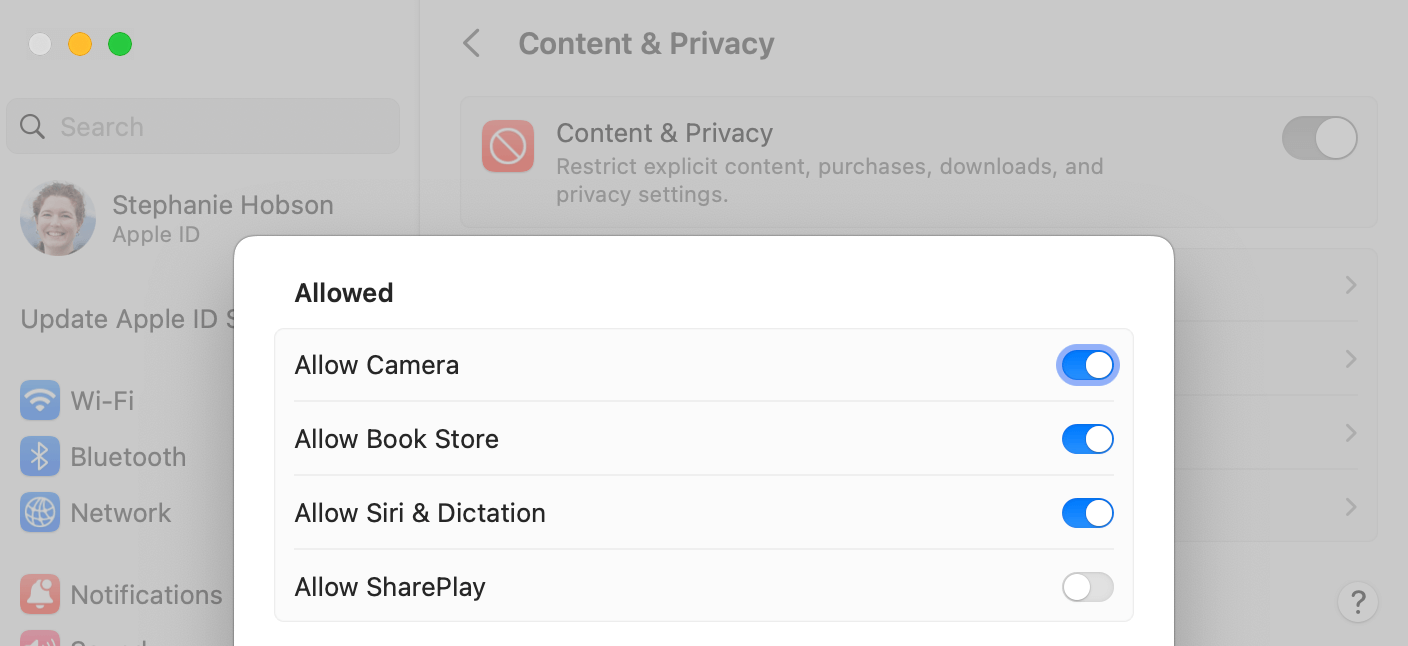 Content & Privacy
Search
Content & Privacy
Restrict explicit content, purchases, downloads, and
privacy settings.
Stephanie Hobson
Apple ID
Update Apple ID
Wi-Fi
Bluetooth
Network
Notifications
Allowed
Allow Camera
Allow Book Store
Allow Siri & Dictation
Allow SharePlay
?